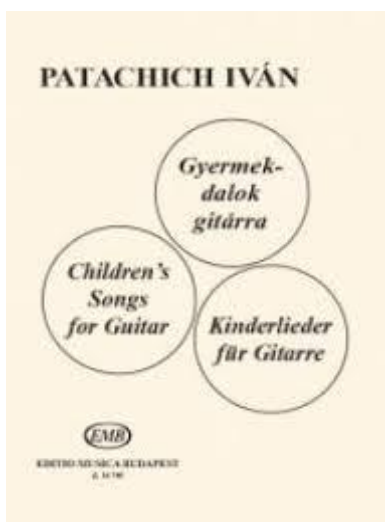 PATACHICH IVÁN
Gyermek-
dalok
gitárra
Children's
Songs
for Guitar
Kinderlieder
für Gitarre
EMB
EDITIO MUSICA BUDAPEST